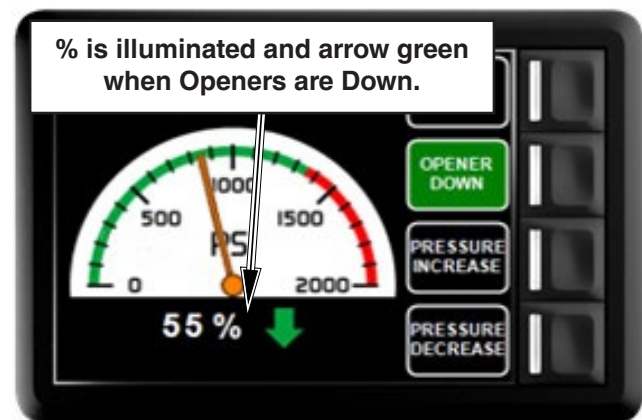 % is illuminated and arrow green
when Openers are Down.
OPENER
DOWN
1000
500
1500
PS
PRESSURE
INCREASE
0
2000
55 %
PRESSURE
DECREASE